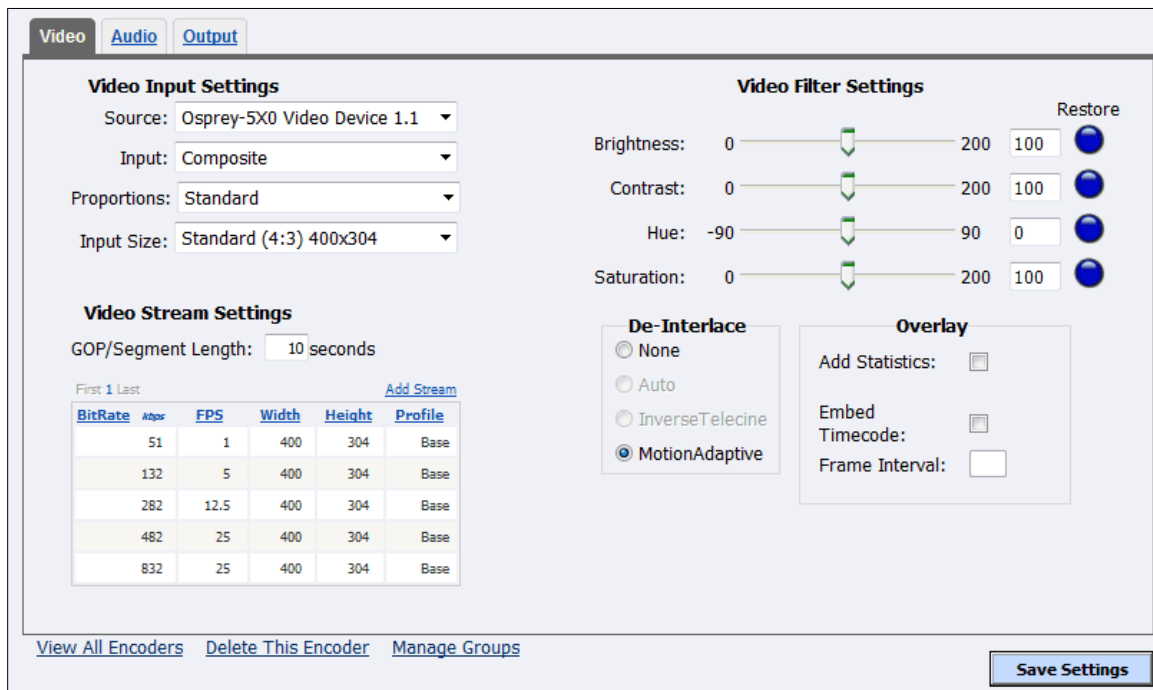 Video Audio Output
Video Input Settings
Source: Osprey-5X0 Video Device 1.1
Input: Composite
Proportions: Standard
Input Size: Standard (4:3) 400x304
Video Stream Settings
GOP/Segment Length: 10 seconds
First 1 Last Add Stream
BitRate kbps FPS Width Height Profile
51 1 400 304 Base
132 5 400 304 Base
282 12.5 400 304 Base
482 25 400 304 Base
832 25 400 304 Base
Video Filter Settings
Restore
Brightness: 0 200 100
Contrast: 0 200 100
Hue: -90 90 0
Saturation: 0 200 100
De-Interlace
None
Auto
InverseTelecine
MotionAdaptive
Overlay
Add Statistics:
Embed
Timecode:
Frame Interval:
View All Encoders Delete This Encoder Manage Groups
Save Settings